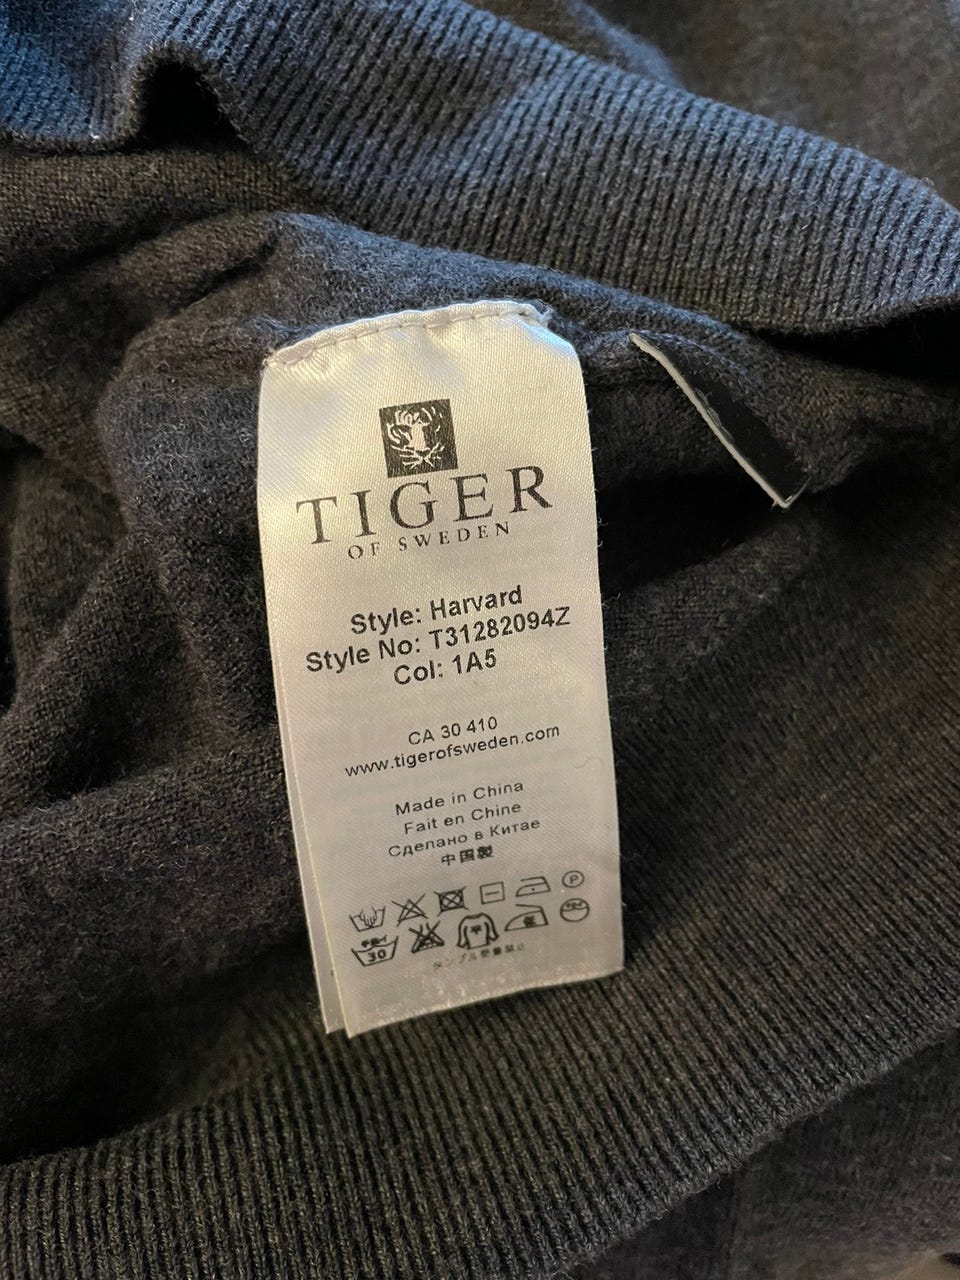 TIGER
OF SWEDEN
Style: Harvard
Style No: T31282094Z
Col: 1A5
CA 30 410
www.tigerofsweden.com
Made in China
Fait en Chine
Сделано в Китае
中国製
P
30